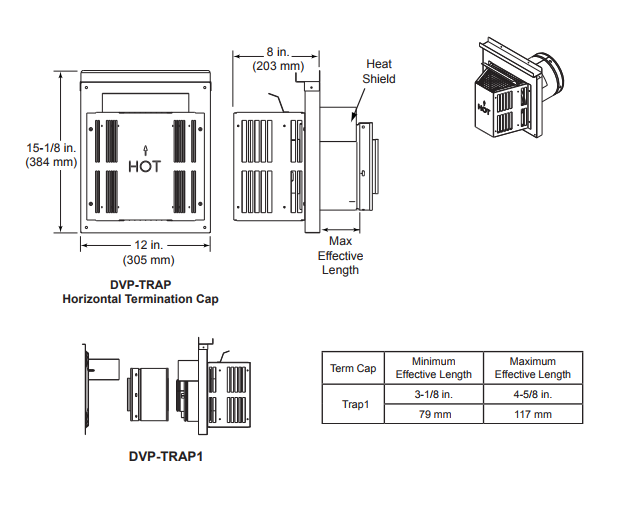 8 in.
(203 mm)
Heat
Shield
15-1/8 in.
(384 mm)
HOT
HOT
Max
Effective
Length
12 in.
(305 mm)
DVP-TRAP
Horizontal Termination Cap
Term Cap
Minimum
Effective Length
Maximum
Effective Length
Trap1
3-1/8 in.
4-5/8 in.
79 mm
117 mm
DVP-TRAP1